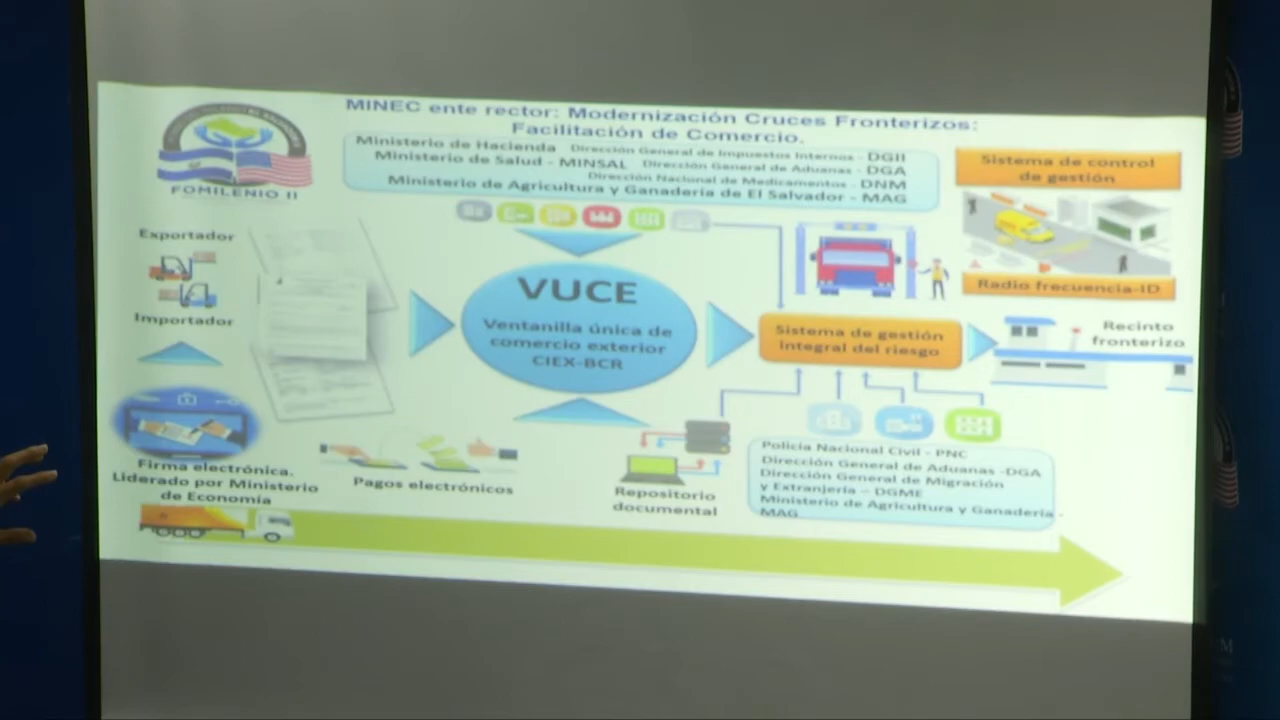 MINEC ente rector: Modernización Cruces Fronterizos:
Facilitación de Comercio.
FOMILENIO II
Ministerio de Hacienda Dirección General de Impuestos Internos - DGII
Ministerio de Salud - MINSAL Dirección General de Aduanas - DGA
Dirección Nacional de Medicamentos - DNM
Ministerio de Agricultura y Ganadería de El Salvador - MAG
Sistema de control
de gestión
Radio frecuencia-ID
Exportador
Importador
VUCE
Ventanilla única de
comercio exterior
CIEX-BCR
Sistema de gestión
integral del riesgo
Recinto
fronterizo
Firma electrónica.
Liderado por Ministerio
de Economía
Pagos electrónicos
Repositorio
documental
Policía Nacional Civil - PNC
Dirección General de Aduanas -DGA
Dirección General de Migración
y Extranjería – DGME
Ministerio de Agricultura y Ganadería -
MAG